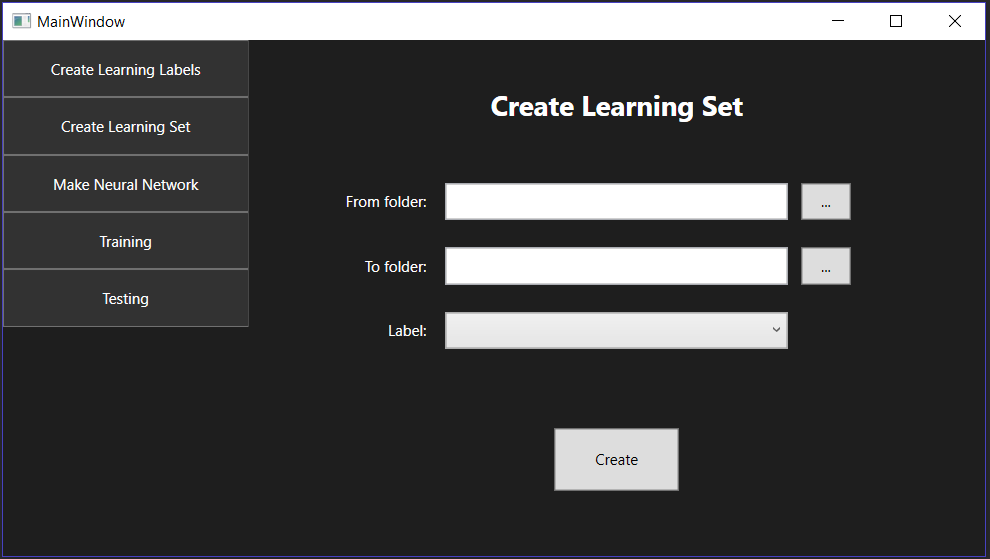 MainWindow
Create Learning Labels
Create Learning Set
Make Neural Network
Training
Testing
Create Learning Set
From folder:
...
To folder:
...
Label:
Create